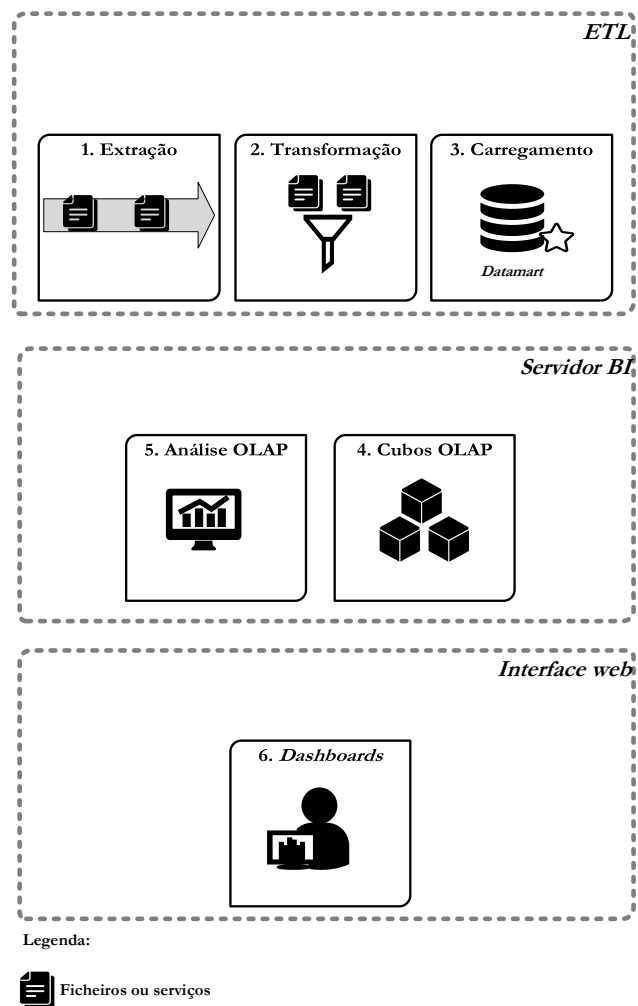 ETL
1. Extração
2. Transformação
3. Carregamento
Datamart
Servidor BI
5. Análise OLAP
4. Cubos OLAP
Interface web
6. Dashboards
Legenda:
Ficheiros ou serviços